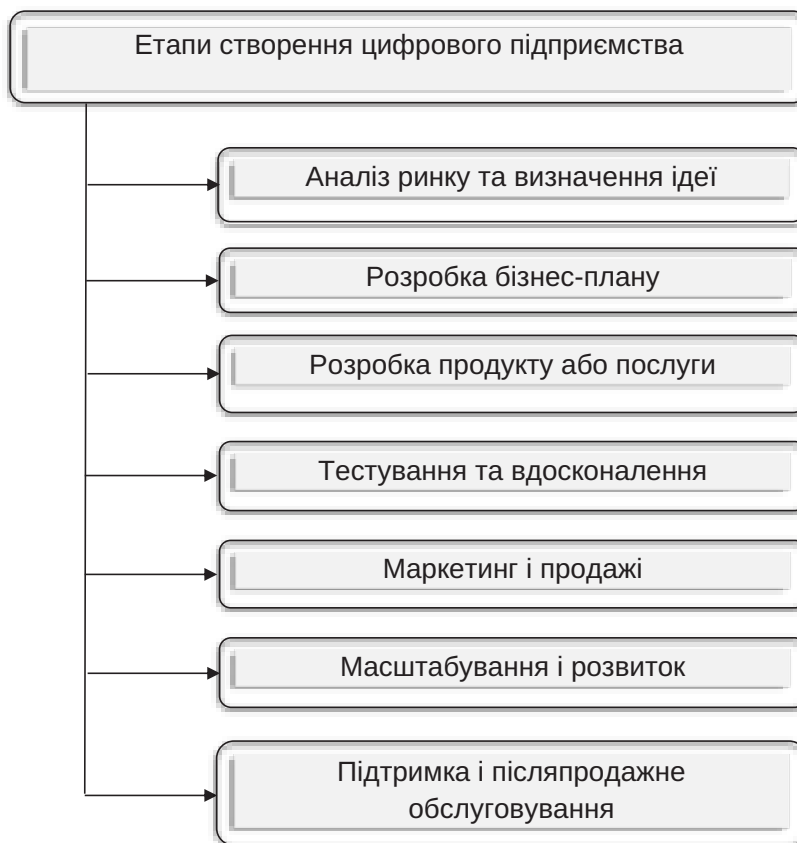 Етапи створення цифрового підприємства
Аналіз ринку та визначення ідеї
Розробка бізнес-плану
Розробка продукту або послуги
Тестування та вдосконалення
Маркетинг і продажі
Масштабування і розвиток
Підтримка і післяпродажне
обслуговування